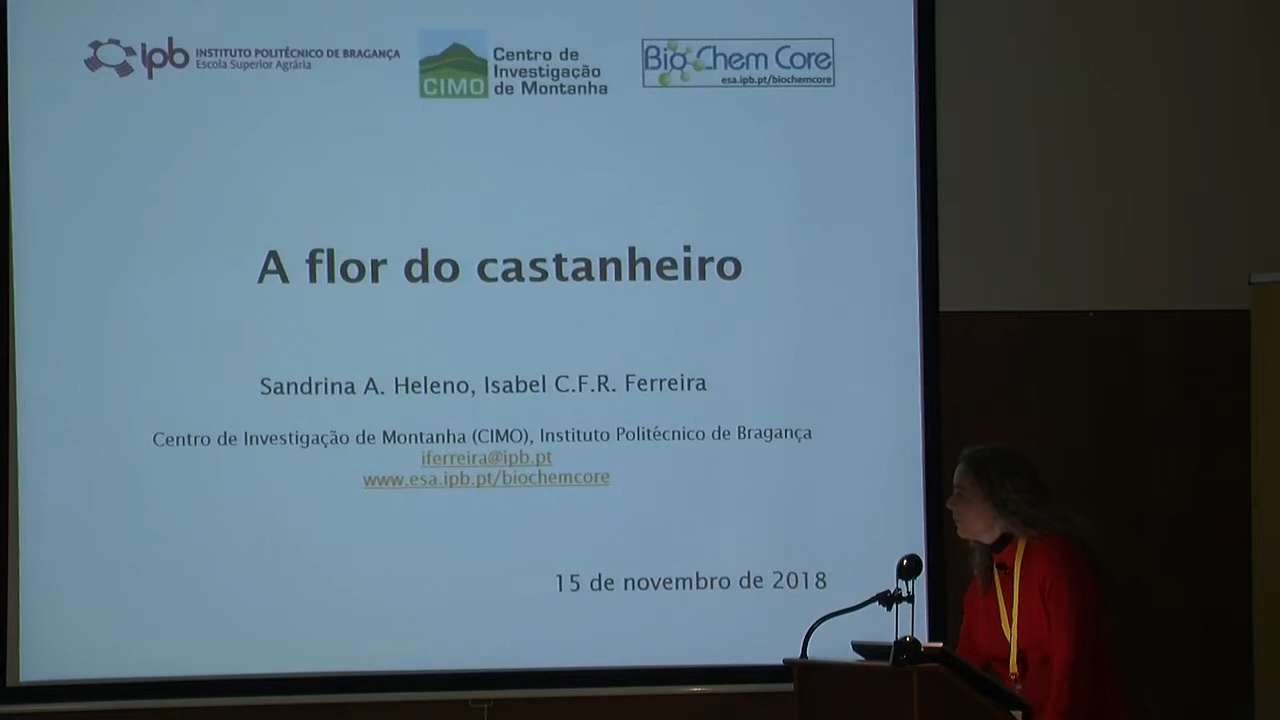 ipb INSTITUTO POLITÉCNICO DE BRAGANÇA
Escola Superior Agrária
CIMO
Centro de
Investigação
de Montanha
BioChem Core
esa.ipb.pt/biochemcore
A flor do castanheiro
Sandrina A. Heleno, Isabel C.F.R. Ferreira
Centro de Investigação de Montanha (CIMO), Instituto Politécnico de Bragança
iferreira@ipb.pt
www.esa.ipb.pt/biochemcore
15 de novembro de 2018